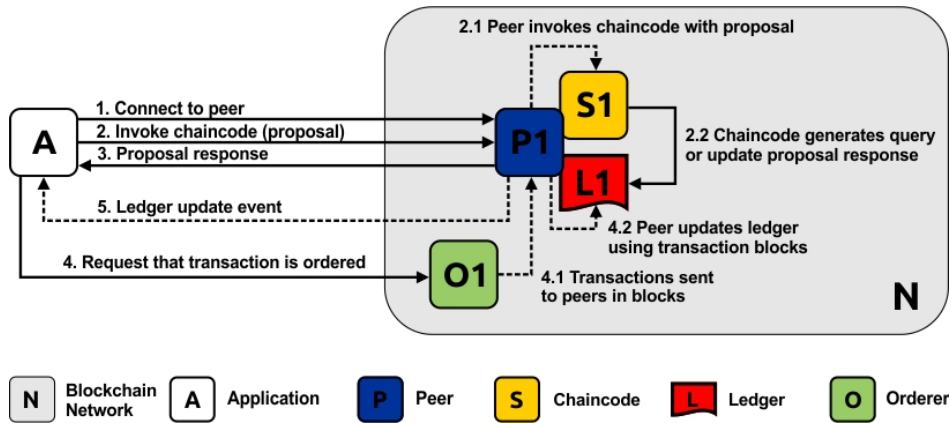 2.1 Peer invokes chaincode with proposal
S1
1. Connect to peer
A
2. Invoke chaincode (proposal)
P1
2.2 Chaincode generates query
or update proposal response
3. Proposal response
L1
5. Ledger update event
4.2 Peer updates ledger
using transaction blocks
4. Request that transaction is ordered
O1
4.1 Transactions sent
to peers in blocks
N
N
Blockchain
Network
A
Application
P
Peer
S
Chaincode
L
Ledger
O
Orderer